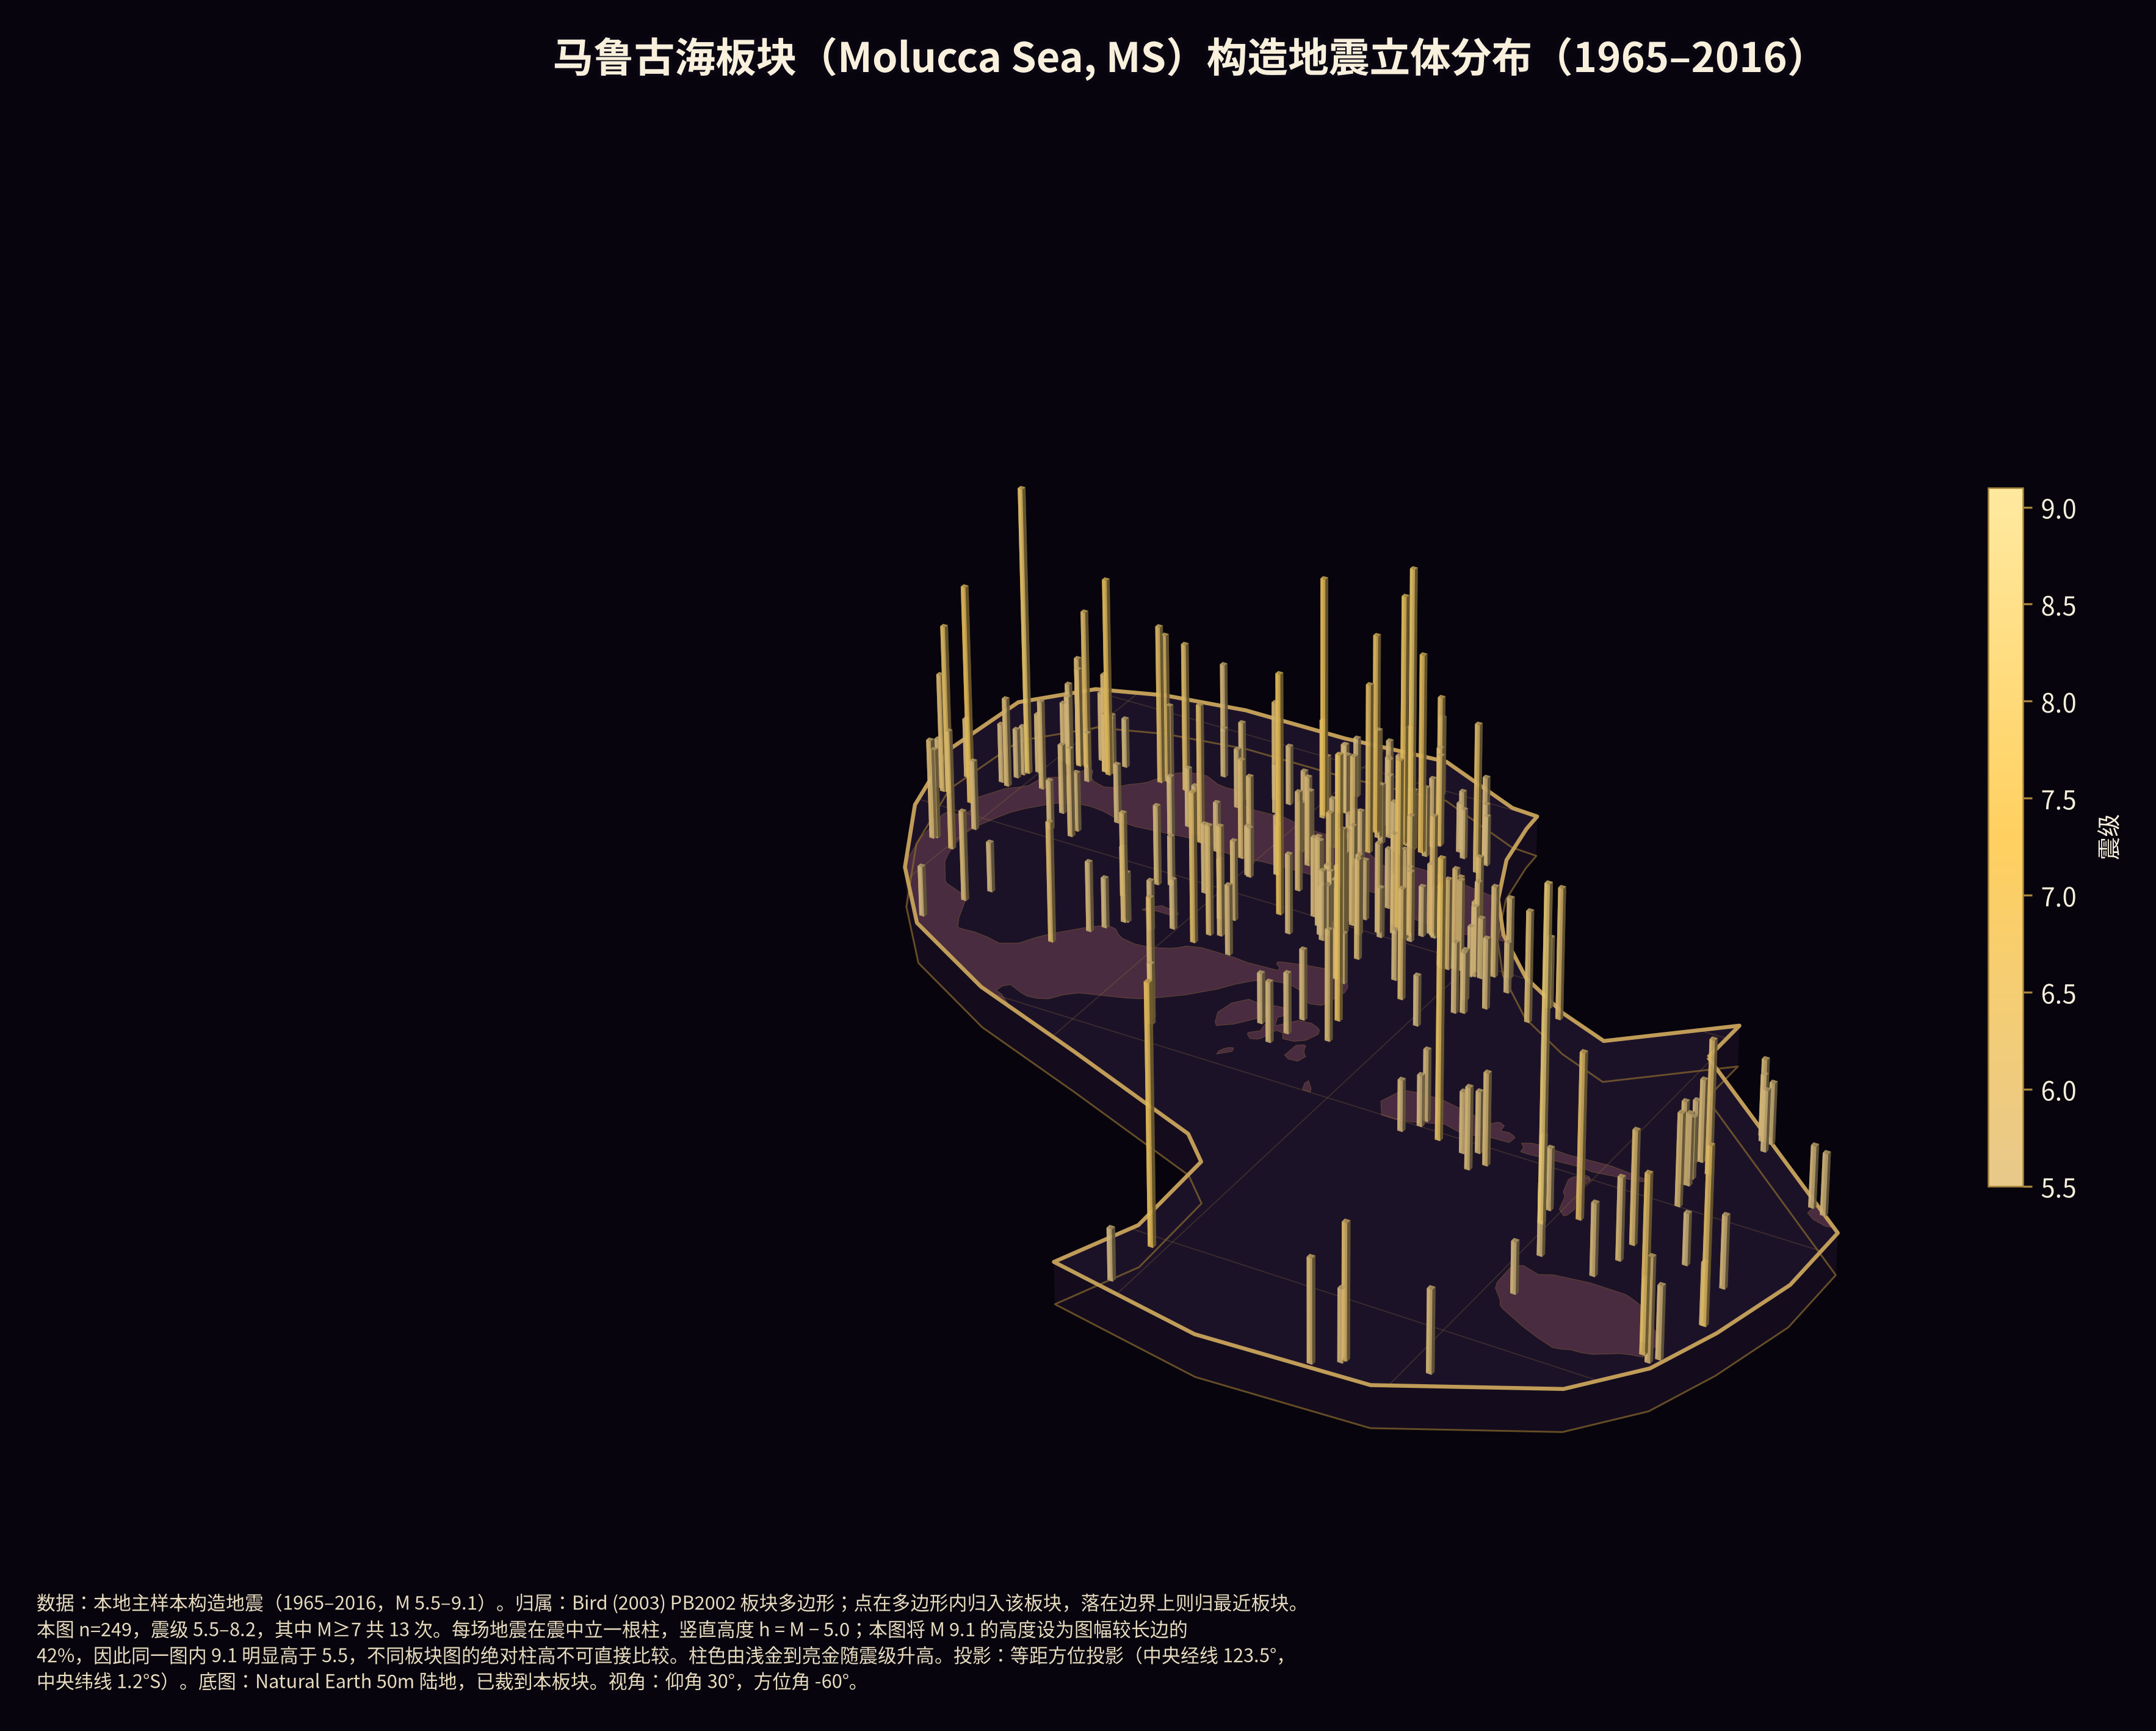 马鲁古海板块（Molucca Sea, MS）构造地震立体分布（1965–2016）
9.0
8.5
8.0
7.5
7.0
6.5
6.0
5.5
震级
数据：本地主样本构造地震（1965–2016，M 5.5–9.1）。归属：Bird (2003) PB2002 板块多边形；点在多边形内归入该板块，落在边界上则归最近板块。
本图 n=249，震级 5.5–8.2，其中 M≥7 共 13 次。每场地震在震中立一根柱，竖直高度 h = M − 5.0；本图将 M 9.1 的高度设为图幅较长边的
42%，因此同一图内 9.1 明显高于 5.5，不同板块图的绝对柱高不可直接比较。柱色由浅金到亮金随震级升高。投影：等距方位投影（中央经线 123.5°，
中央纬线 1.2°S）。底图：Natural Earth 50m 陆地，已裁到本板块。视角：仰角 30°，方位角 -60°。